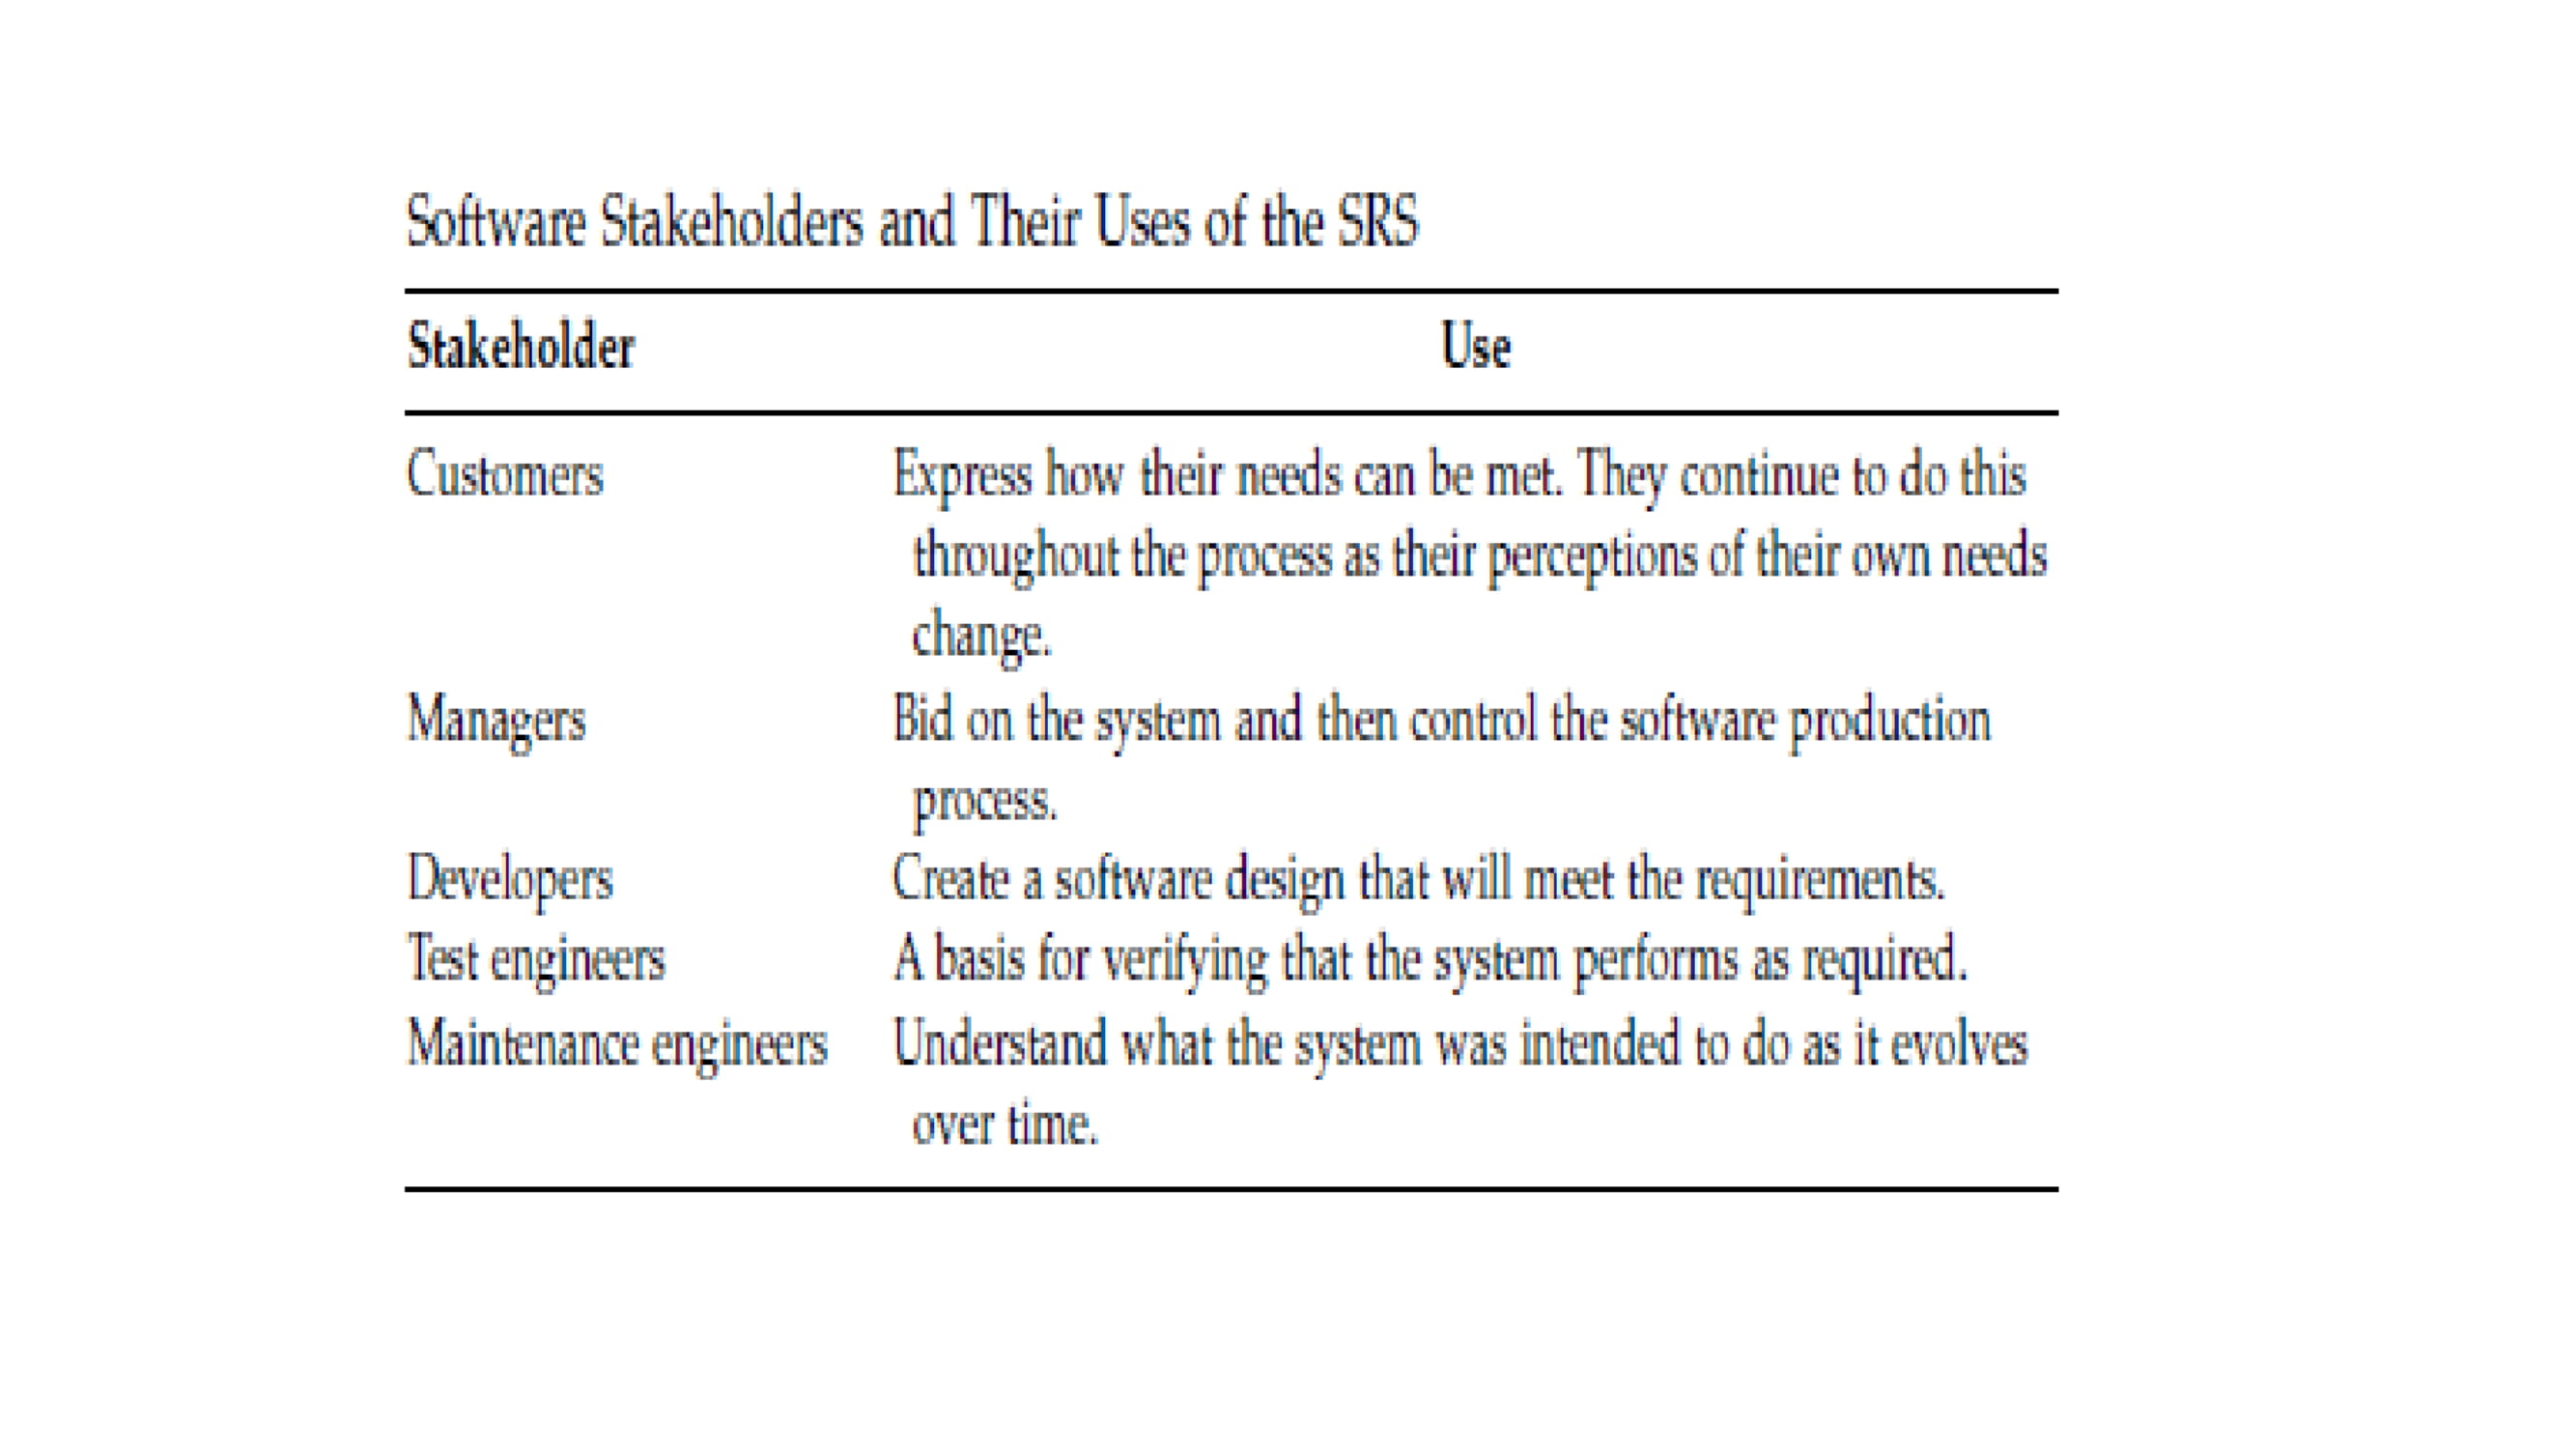 Software Stakeholders and Their Uses of the SRS
Stakeholder Use
Customers Express how their needs can be met. They continue to do this
throughout the process as their perceptions of their own needs
change.
Managers Bid on the system and then control the software production
process.
Developers Create a software design that will meet the requirements.
Test engineers A basis for verifying that the system performs as required.
Maintenance engineers Understand what the system was intended to do as it evolves
over time.